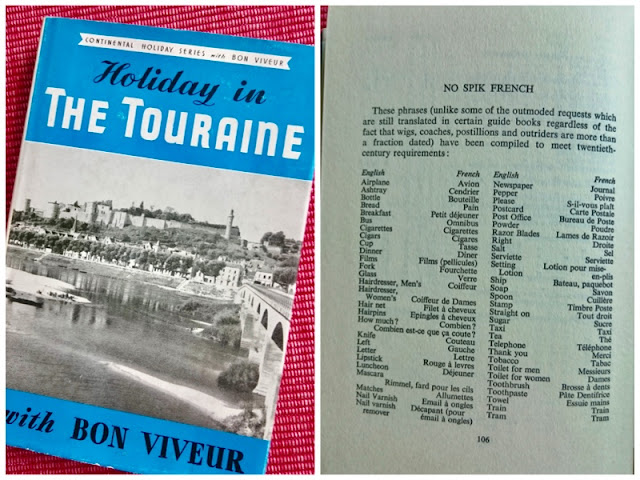 CONTINENTAL HOLIDAY SERIES with BON VIVEUR
Holiday in
THE TOURAINE
with BON VIVEUR
NO SPIK FRENCH
These phrases (unlike some of the outmoded requests which
are still translated in certain guide books regardless of the
fact that wigs, coaches, postillions and outriders are more than
a fraction dated) have been compiled to meet twentieth-
century requirements:
English French
Airplane Avion
Ashtray Cendrier
Bottle Bouteille
Bread Pain
Breakfast Petit déjeuner
Bus Omnibus
Cigarettes Cigarettes
Cigars Cigares
Cup Tasse
Dinner Dîner
Films Films (pellicules)
Fork Fourchette
Glass Verre
Hairdresser, Men's Coiffeur
Hairdresser,
Women's Coiffeur de Dames
Hair net Filet à cheveux
Hairpins Epingles à cheveux
How much? Combien?
Combien est-ce que ça coute?
Knife Couteau
Left Gauche
Letter Lettre
Lipstick Rouge à levres
Luncheon Déjeuner
Mascara
Rimmel, fard pour les cils
Matches Allumettes
Nail Varnish Email à ongles
Nail varnish Décapant (pour
remover émail à ongles)
English French
Newspaper Journal
Pepper Poivre
Please S-il-vous plaît
Postcard Carte Postale
Post Office Bureau de Poste
Powder Poudre
Razor Blades Lames de Razoir
Right Droite
Salt Sel
Serviette Serviette
Setting Lotion pour mise-
Lotion en-plis
Ship Bateau, paquebot
Soap Savon
Spoon Cuillère
Stamp Timbre Poste
Straight on Tout droit
Sugar Sucre
Taxi Taxi
Tea Thé
Telephone Téléphone
Thank you Merci
Tobacco Tabac
Toilet for men Messieurs
Toilet for women Dames
Toothbrush Brosse à dents
Toothpaste Pâte Dentifrice
Towel Essuie mains
Train Train
Tram Tram
106